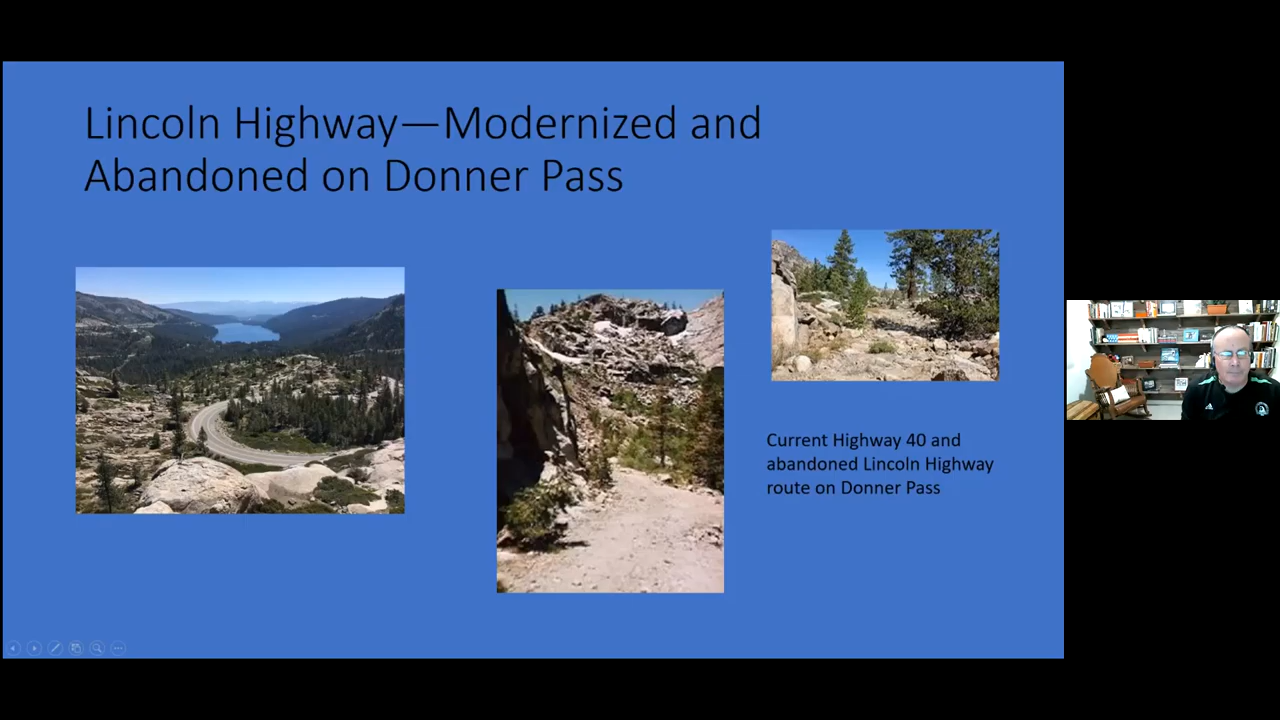 Lincoln Highway—Modernized and
Abandoned on Donner Pass
Current Highway 40 and
abandoned Lincoln Highway
route on Donner Pass